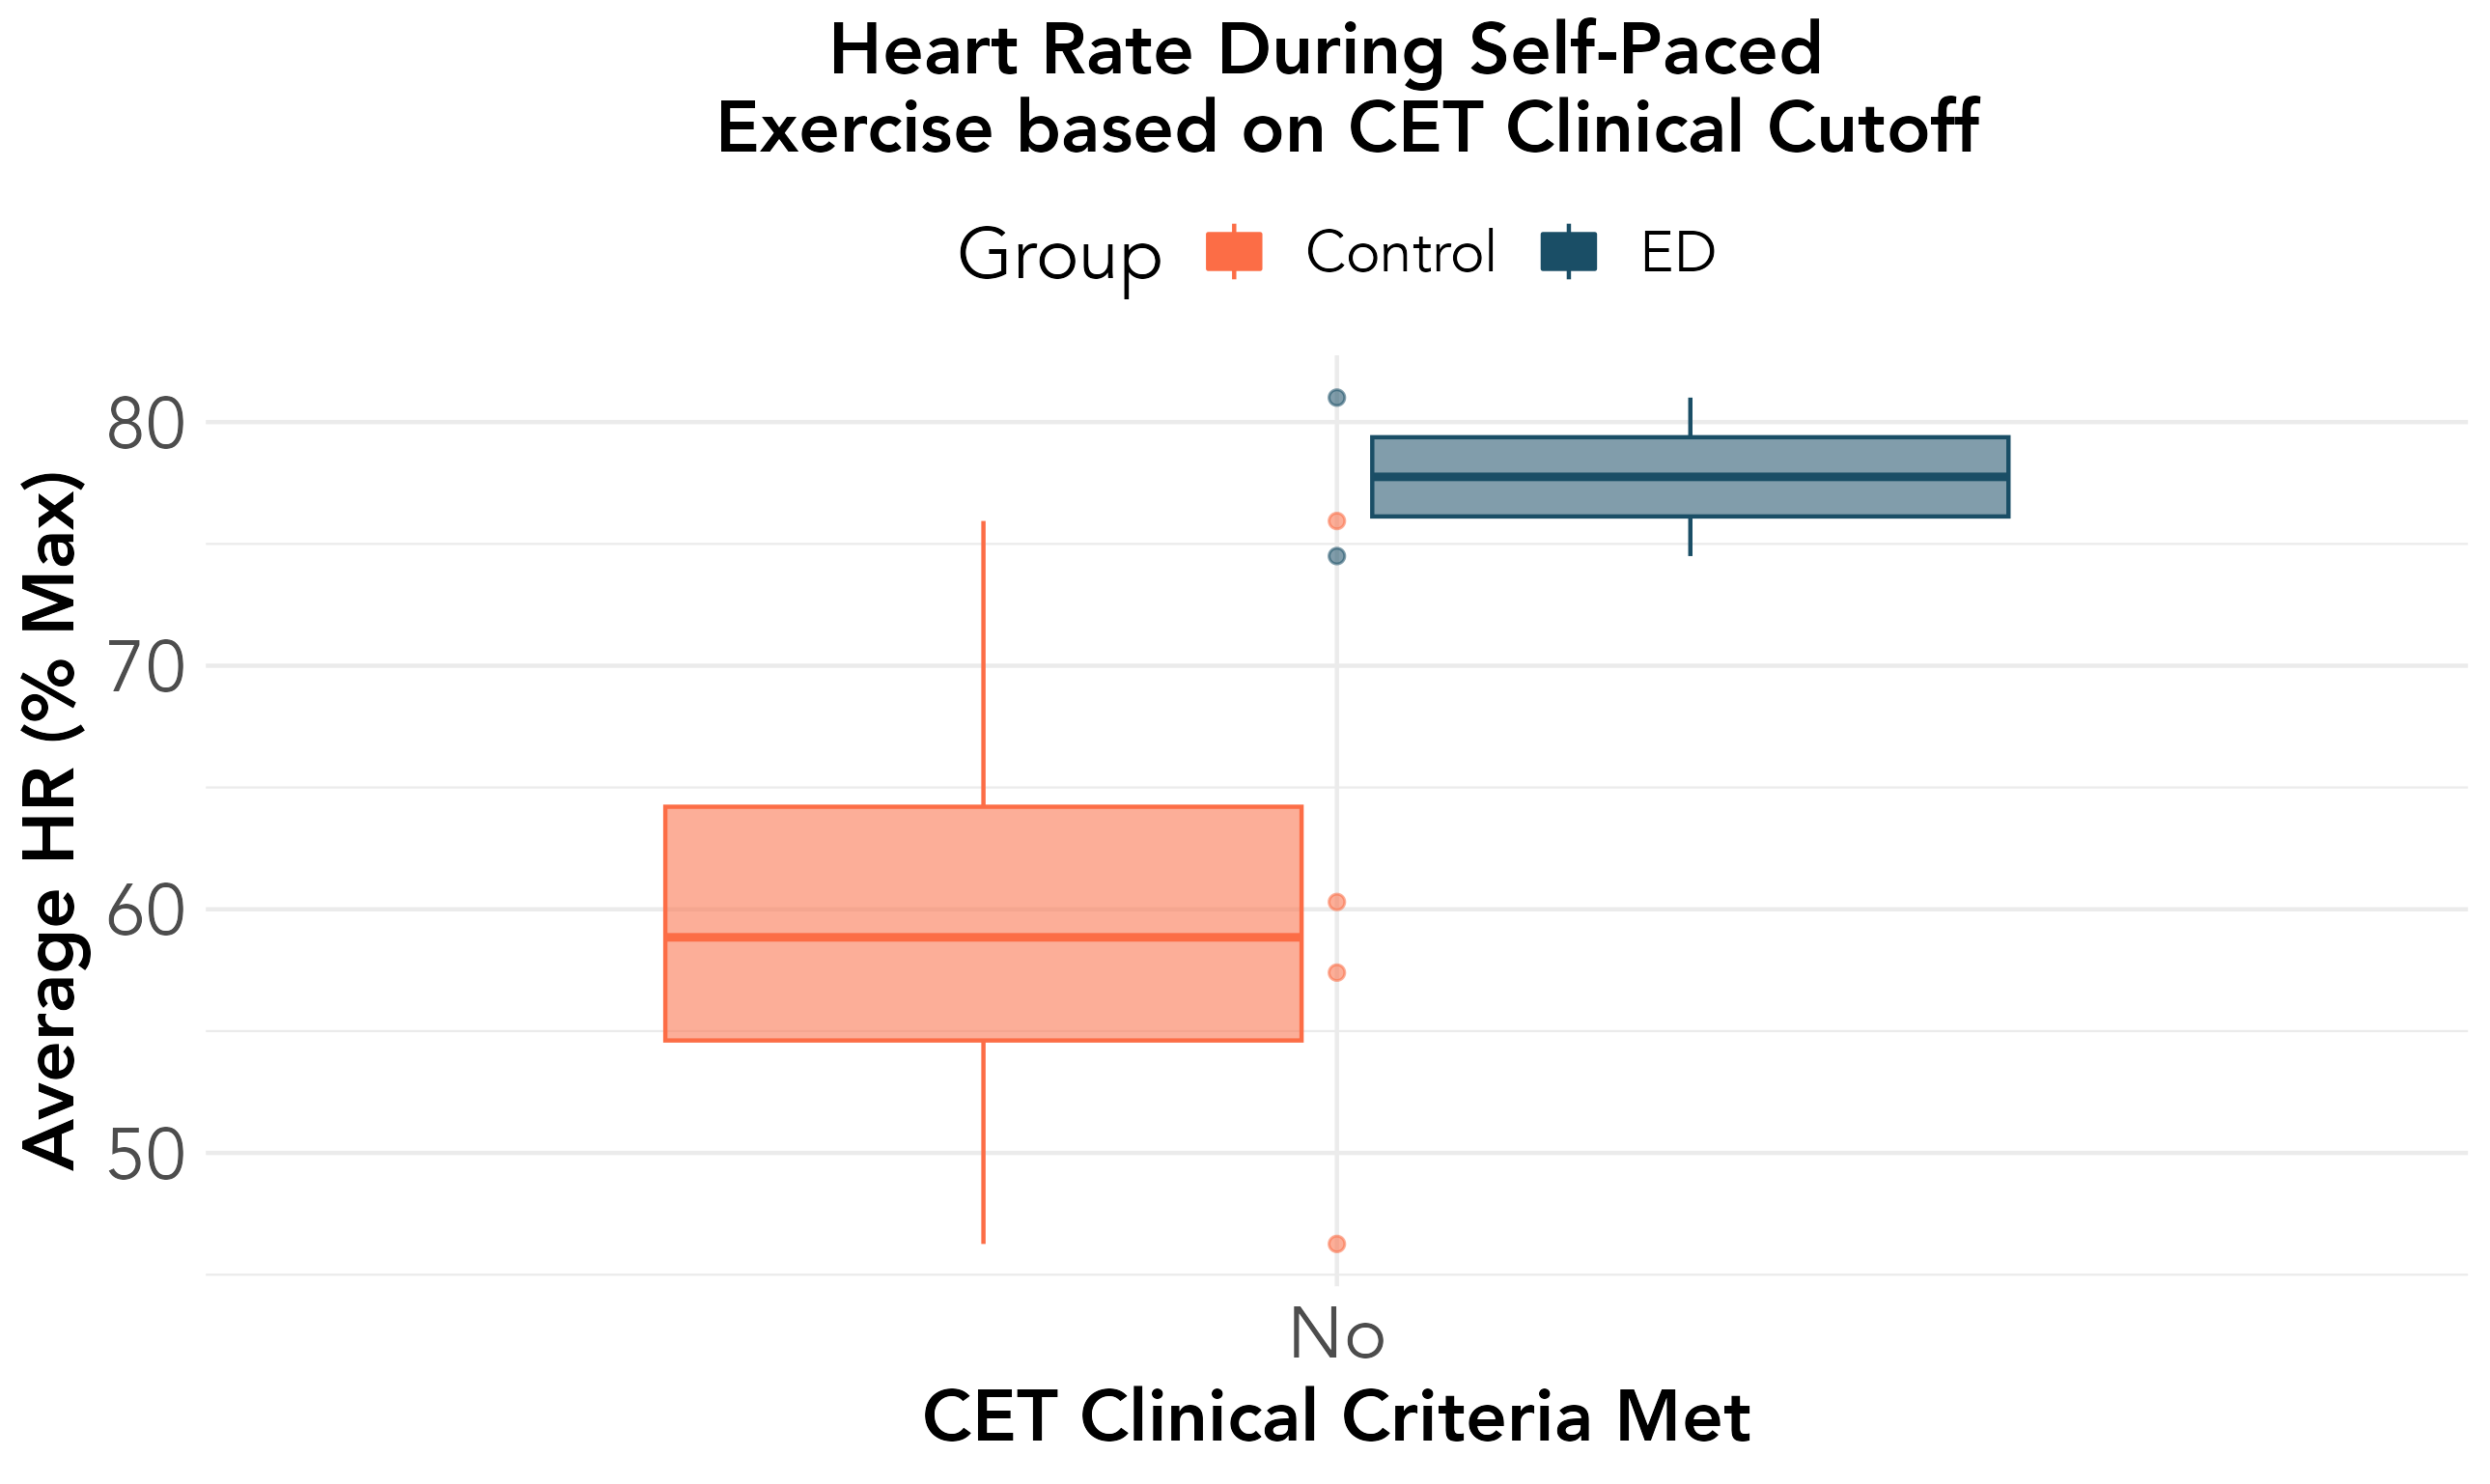 Heart Rate During Self-Paced
Exercise based on CET Clinical Cutoff
Group Control ED
Average HR (% Max)
80
70
60
50
No
CET Clinical Criteria Met